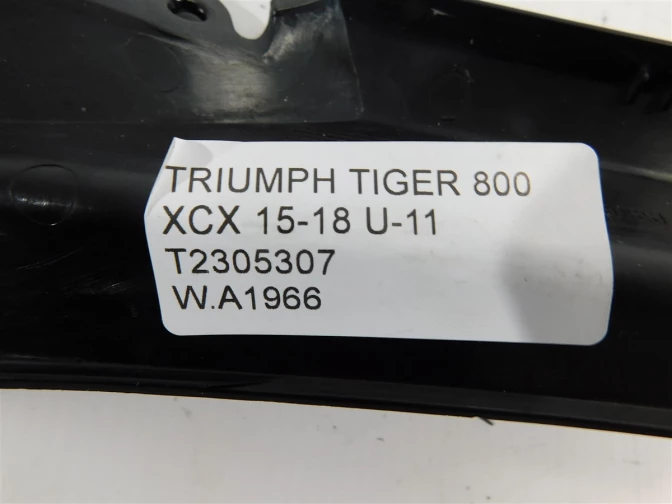 TRIUMPH TIGER 800
XCX 15-18 U-11
T2305307
W.A1966